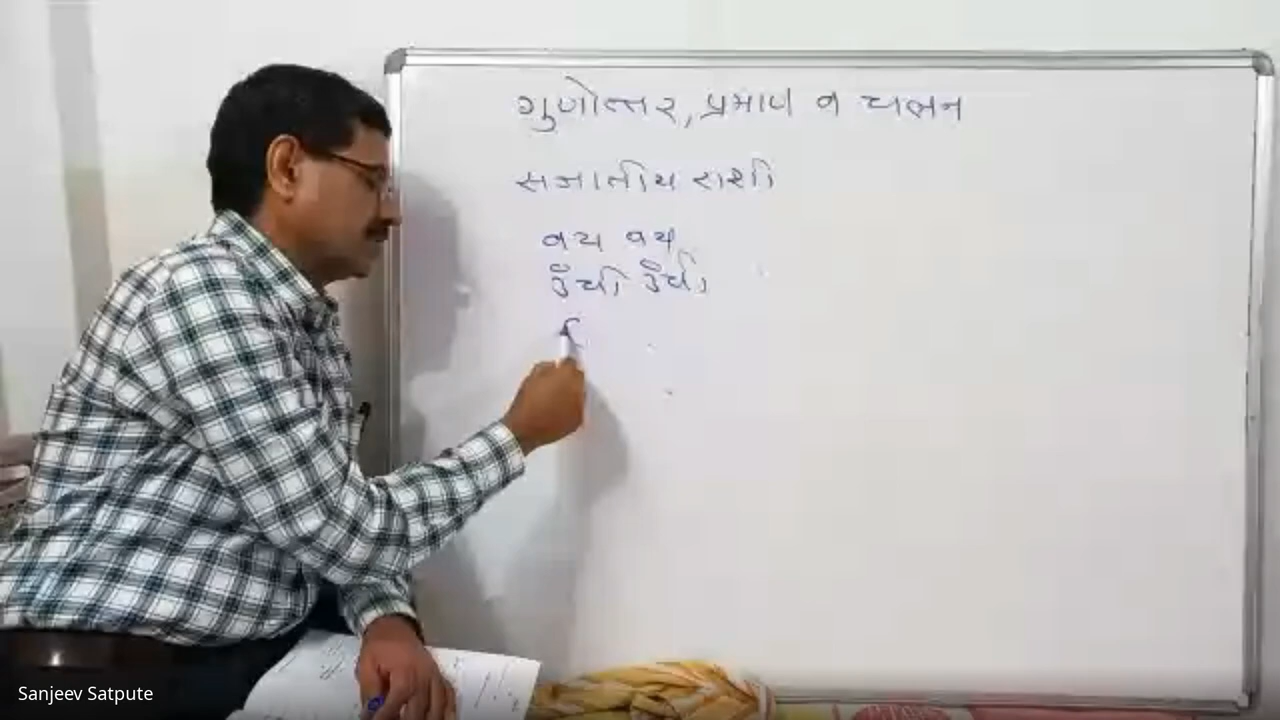 गुणोत्तर, प्रमाण व चलन
सजातीय राशी
वय वय
उंची उंची
Sanjeev Satpute